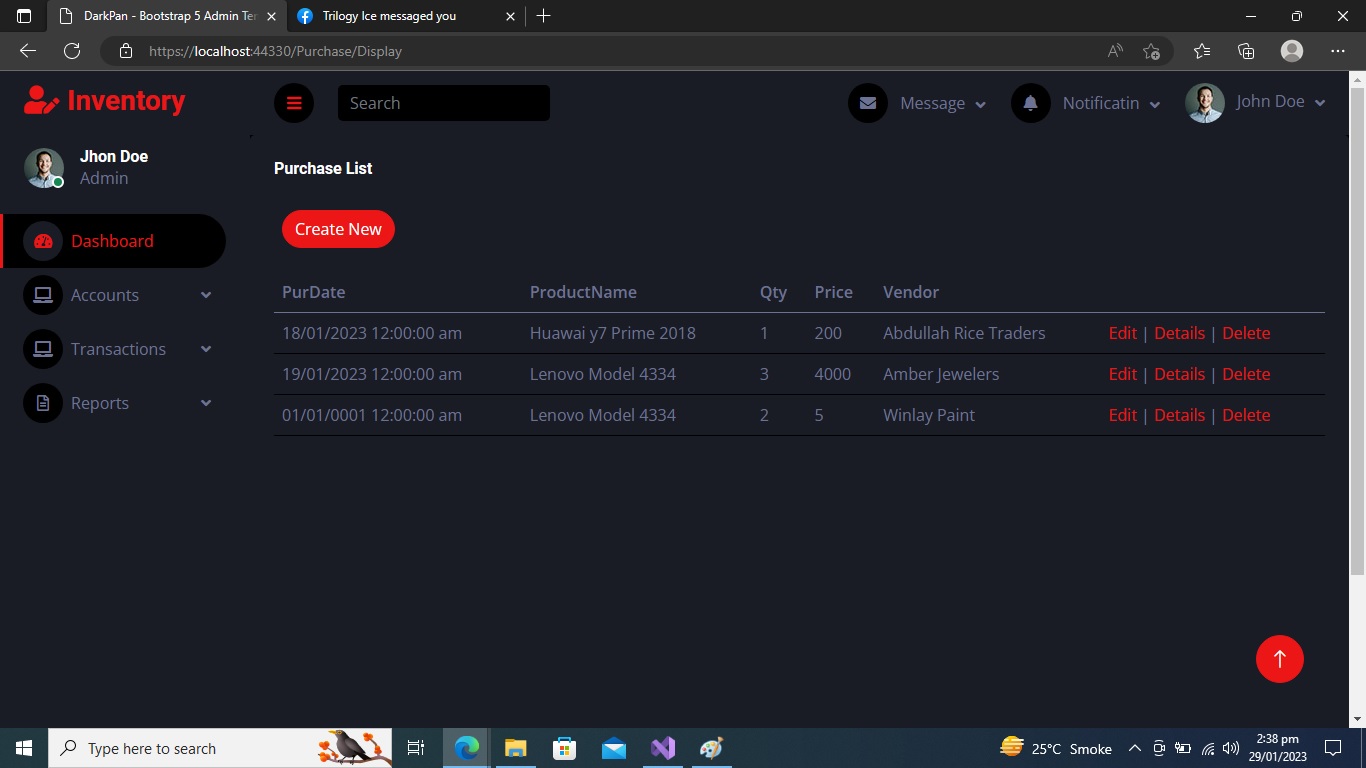 DarkPan - Bootstrap 5 Admin Ter
Trilogy Ice messaged you
https://localhost:44330/Purchase/Display
Inventory
Search
Message
Notificatin
John Doe
Jhon Doe
Admin
Purchase List
Create New
Dashboard
Accounts
Transactions
Reports
PurDate ProductName Qty Price Vendor
18/01/2023 12:00:00 am Huawai y7 Prime 2018 1 200 Abdullah Rice Traders Edit | Details | Delete
19/01/2023 12:00:00 am Lenovo Model 4334 3 4000 Amber Jewelers Edit | Details | Delete
01/01/0001 12:00:00 am Lenovo Model 4334 2 5 Winlay Paint Edit | Details | Delete
Type here to search
25°C Smoke
2:38 pm
29/01/2023